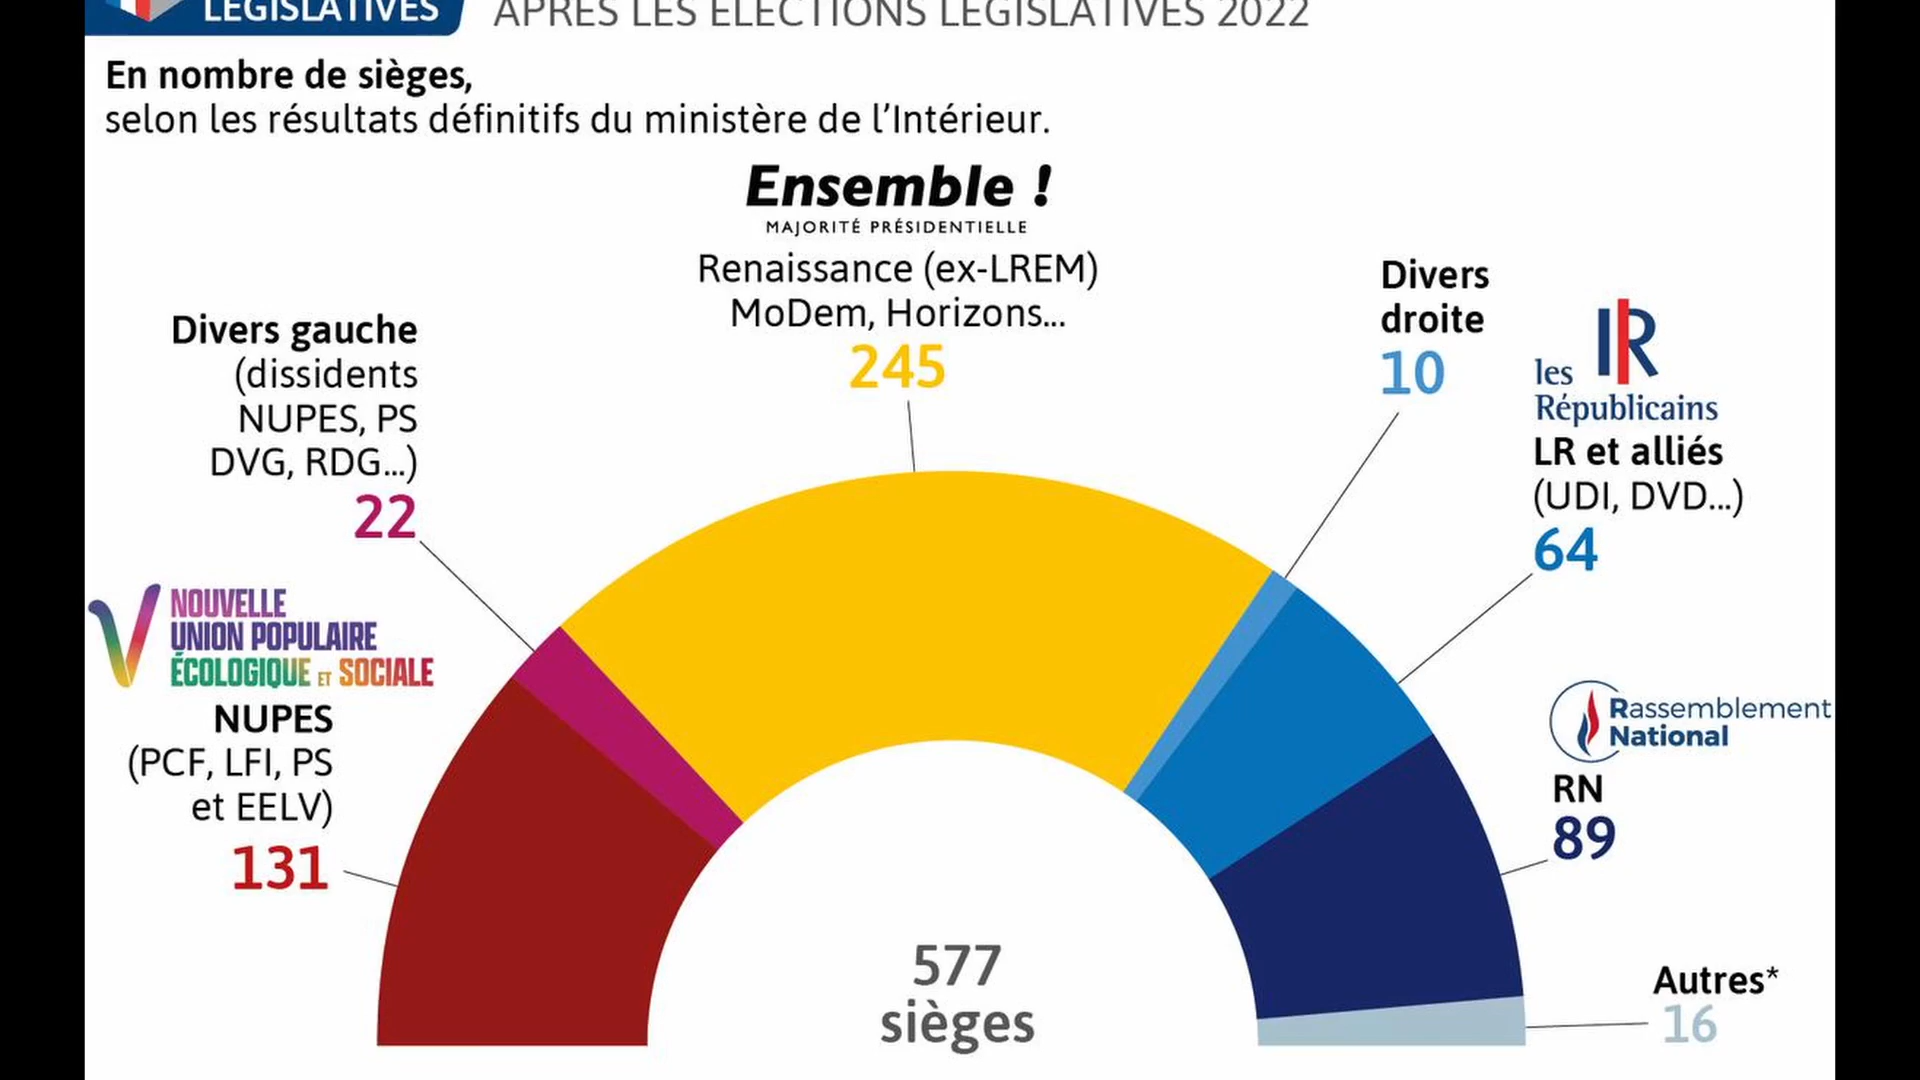 LÉGISLATIVES
APRÈS LES ÉLECTIONS LÉGISLATIVES 2022
En nombre de sièges,
selon les résultats définitifs du ministère de l’Intérieur.
Ensemble !
MAJORITÉ PRÉSIDENTIELLE
Renaissance (ex-LREM)
MoDem, Horizons...
245
Divers gauche
(dissidents
NUPES, PS
DVG, RDG...)
22
NOUVELLE
UNION POPULAIRE
ÉCOLOGIQUE ET SOCIALE
NUPES
(PCF, LFI, PS
et EELV)
131
Divers
droite
10
LR
les
Républicains
LR et alliés
(UDI, DVD...)
64
Rassemblement
National
RN
89
Autres*
16
577
sièges